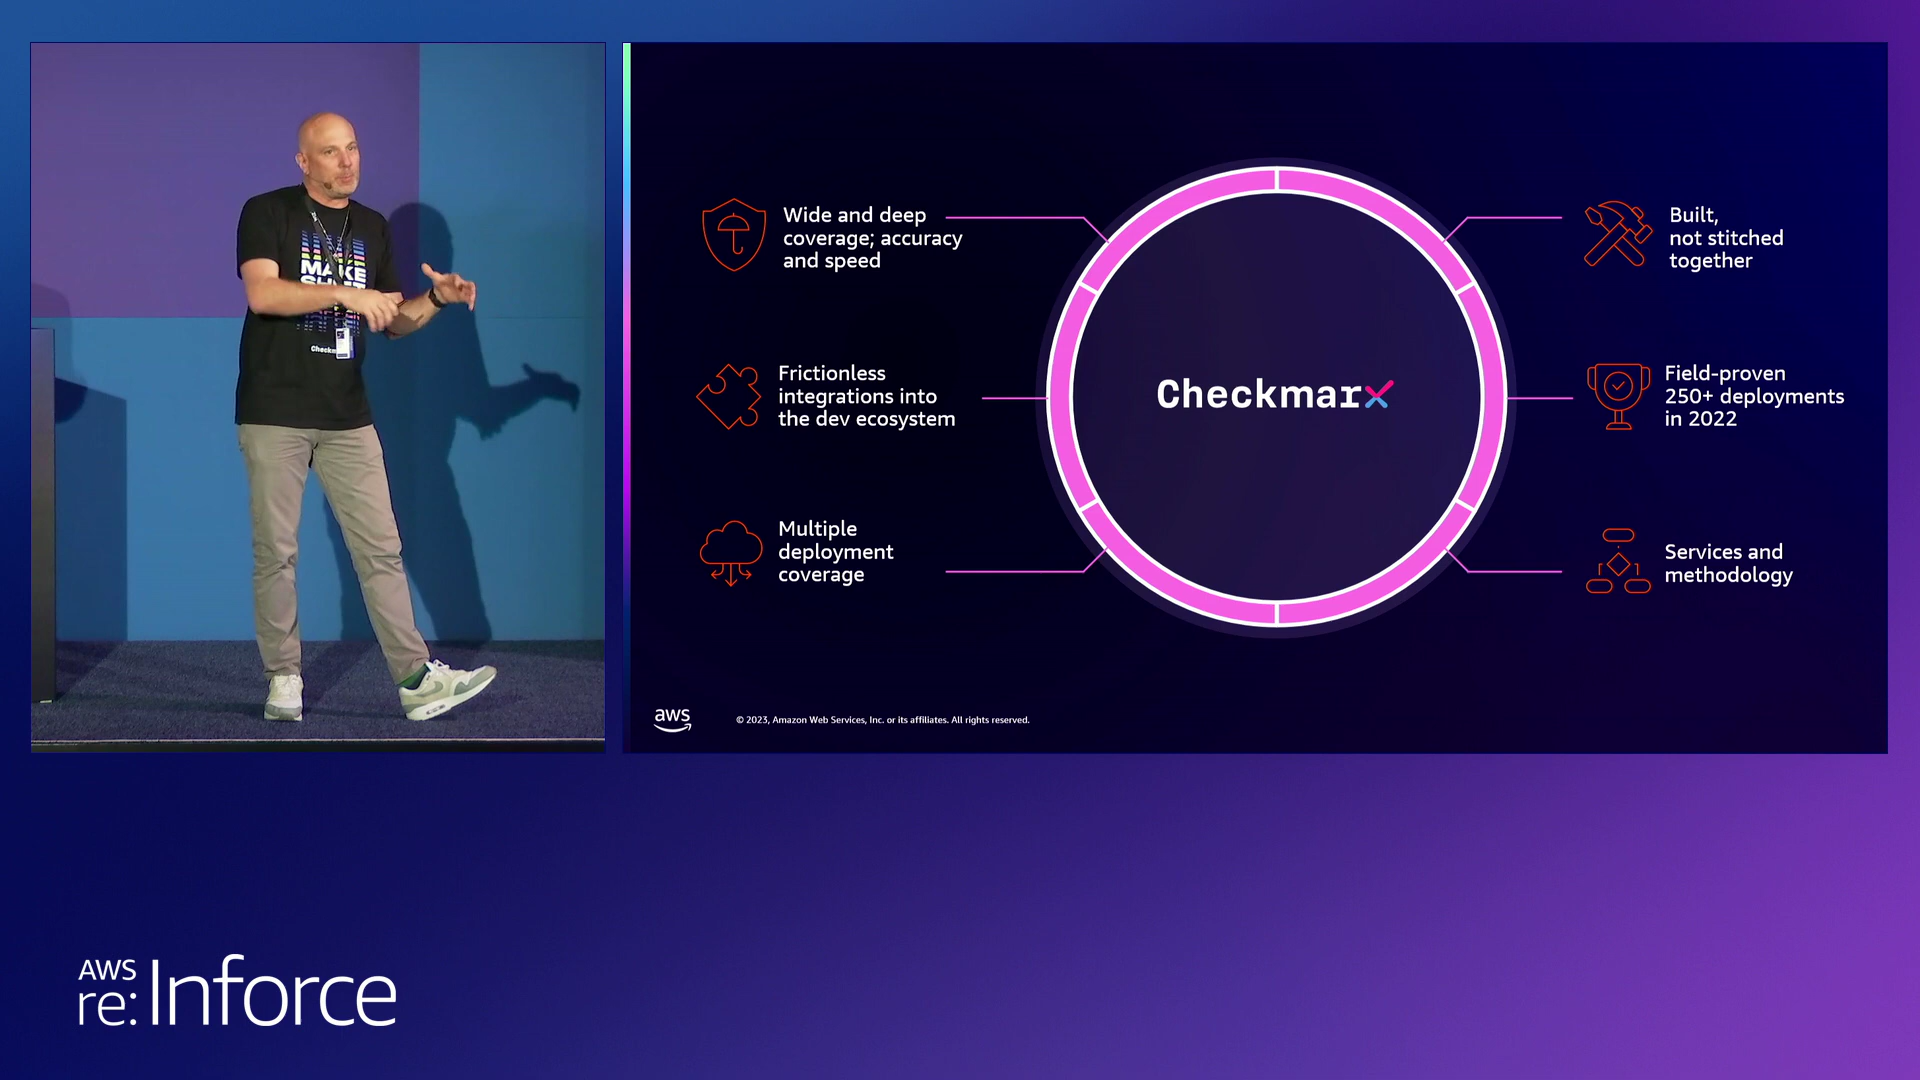 MAKE
Checkm
Wide and deep
coverage; accuracy
and speed
Frictionless
integrations into
the dev ecosystem
Multiple
deployment
coverage
Checkmarx
Built,
not stitched
together
Field-proven
250+ deployments
in 2022
Services and
methodology
aws
© 2023, Amazon Web Services, Inc. or its affiliates. All rights reserved.
AWS
re:Inforce